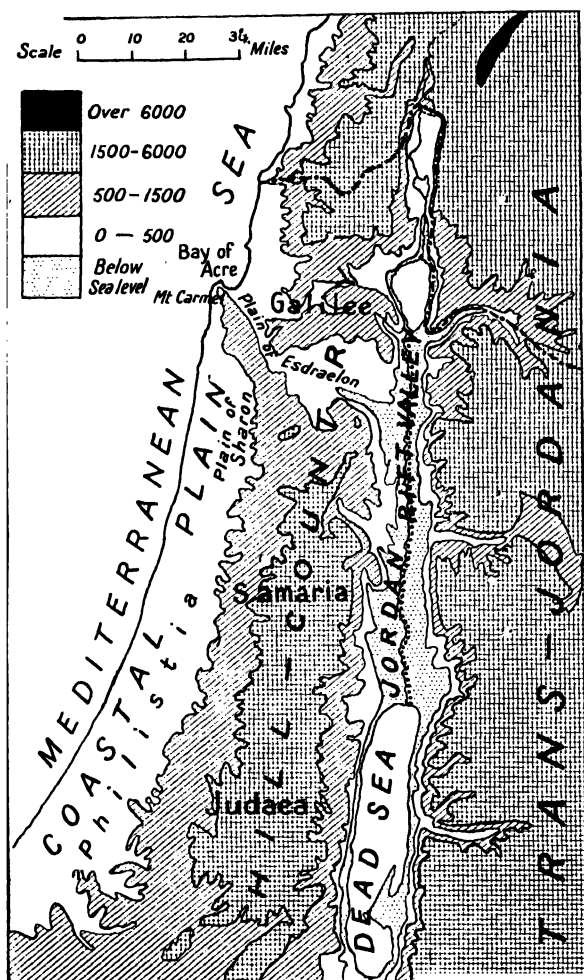 Scale
0 10 20 30 Miles
Over 6000
1500-6000
500-1500
0 — 500
Below
Sea level
MEDITERRANEAN SEA
Bay of
Acre
Mt Carmel
Galilee
Plain of Esdraelon
Plain of
Sharon
COASTAL PLAIN
Philistia
HILL-COUNTR
Samaria
Judaea
JORDAN RIFT VALLEY
DEAD SEA
TRANS-JORDANIA